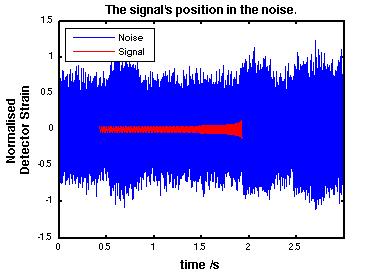 The signal's position in the noise.
Noise
Signal
Normalised
Detector Strain
1.5
1
0.5
0
-0.5
-1
-1.5
0
0.5
1
1.5
2
2.5
time /s